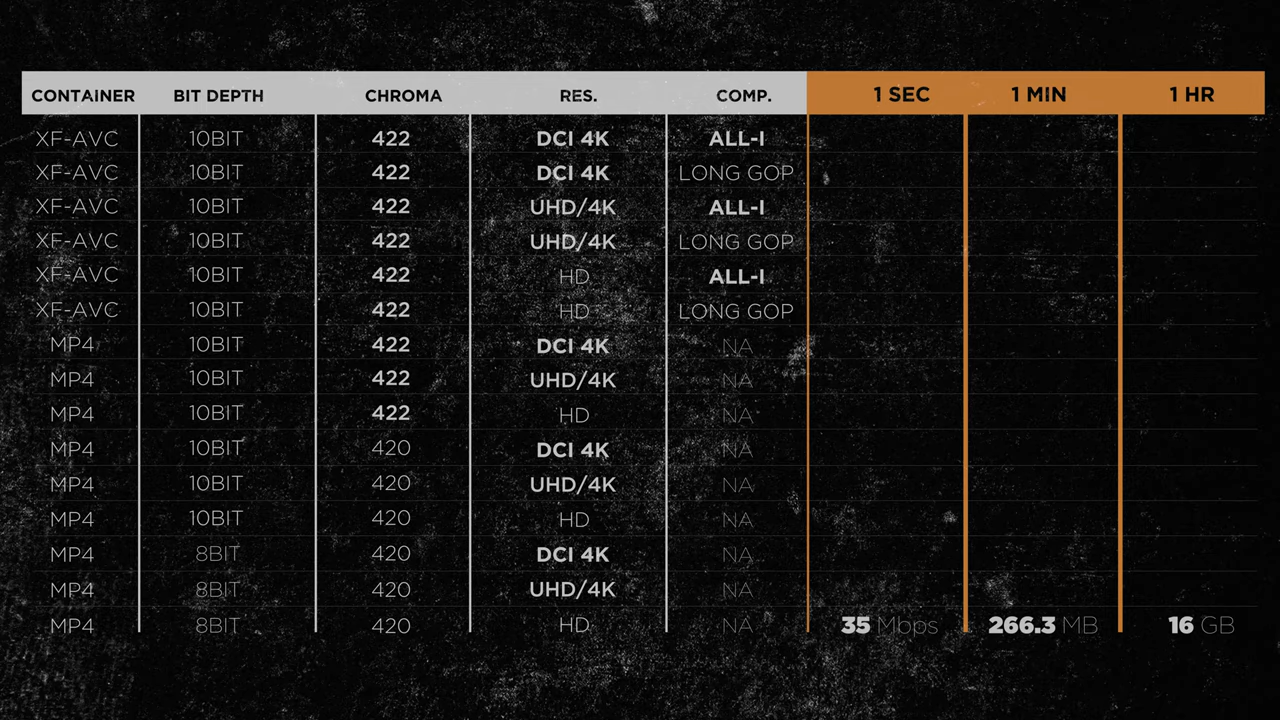 CONTAINER BIT DEPTH CHROMA RES. COMP. 1 SEC 1 MIN 1 HR
XF-AVC 10BIT 422 DCI 4K ALL-I
XF-AVC 10BIT 422 DCI 4K LONG GOP
XF-AVC 10BIT 422 UHD/4K ALL-I
XF-AVC 10BIT 422 UHD/4K LONG GOP
XF-AVC 10BIT 422 HD ALL-I
XF-AVC 10BIT 422 HD LONG GOP
MP4 10BIT 422 DCI 4K NA
MP4 10BIT 422 UHD/4K NA
MP4 10BIT 422 HD NA
MP4 10BIT 420 DCI 4K NA
MP4 10BIT 420 UHD/4K NA
MP4 10BIT 420 HD NA
MP4 8BIT 420 DCI 4K NA
MP4 8BIT 420 UHD/4K NA
MP4 8BIT 420 HD NA 35 Mbps 266.3 MB 16 GB